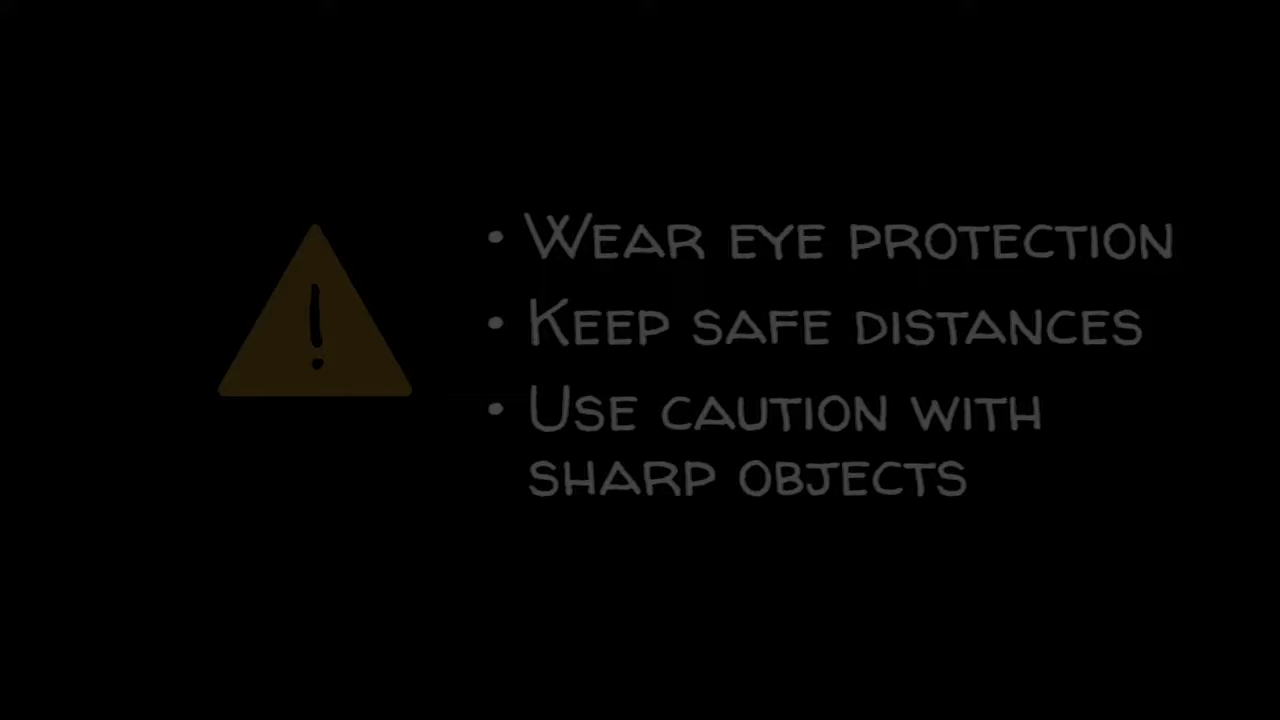 !
• Wear eye protection
• Keep safe distances
• Use caution with
sharp objects